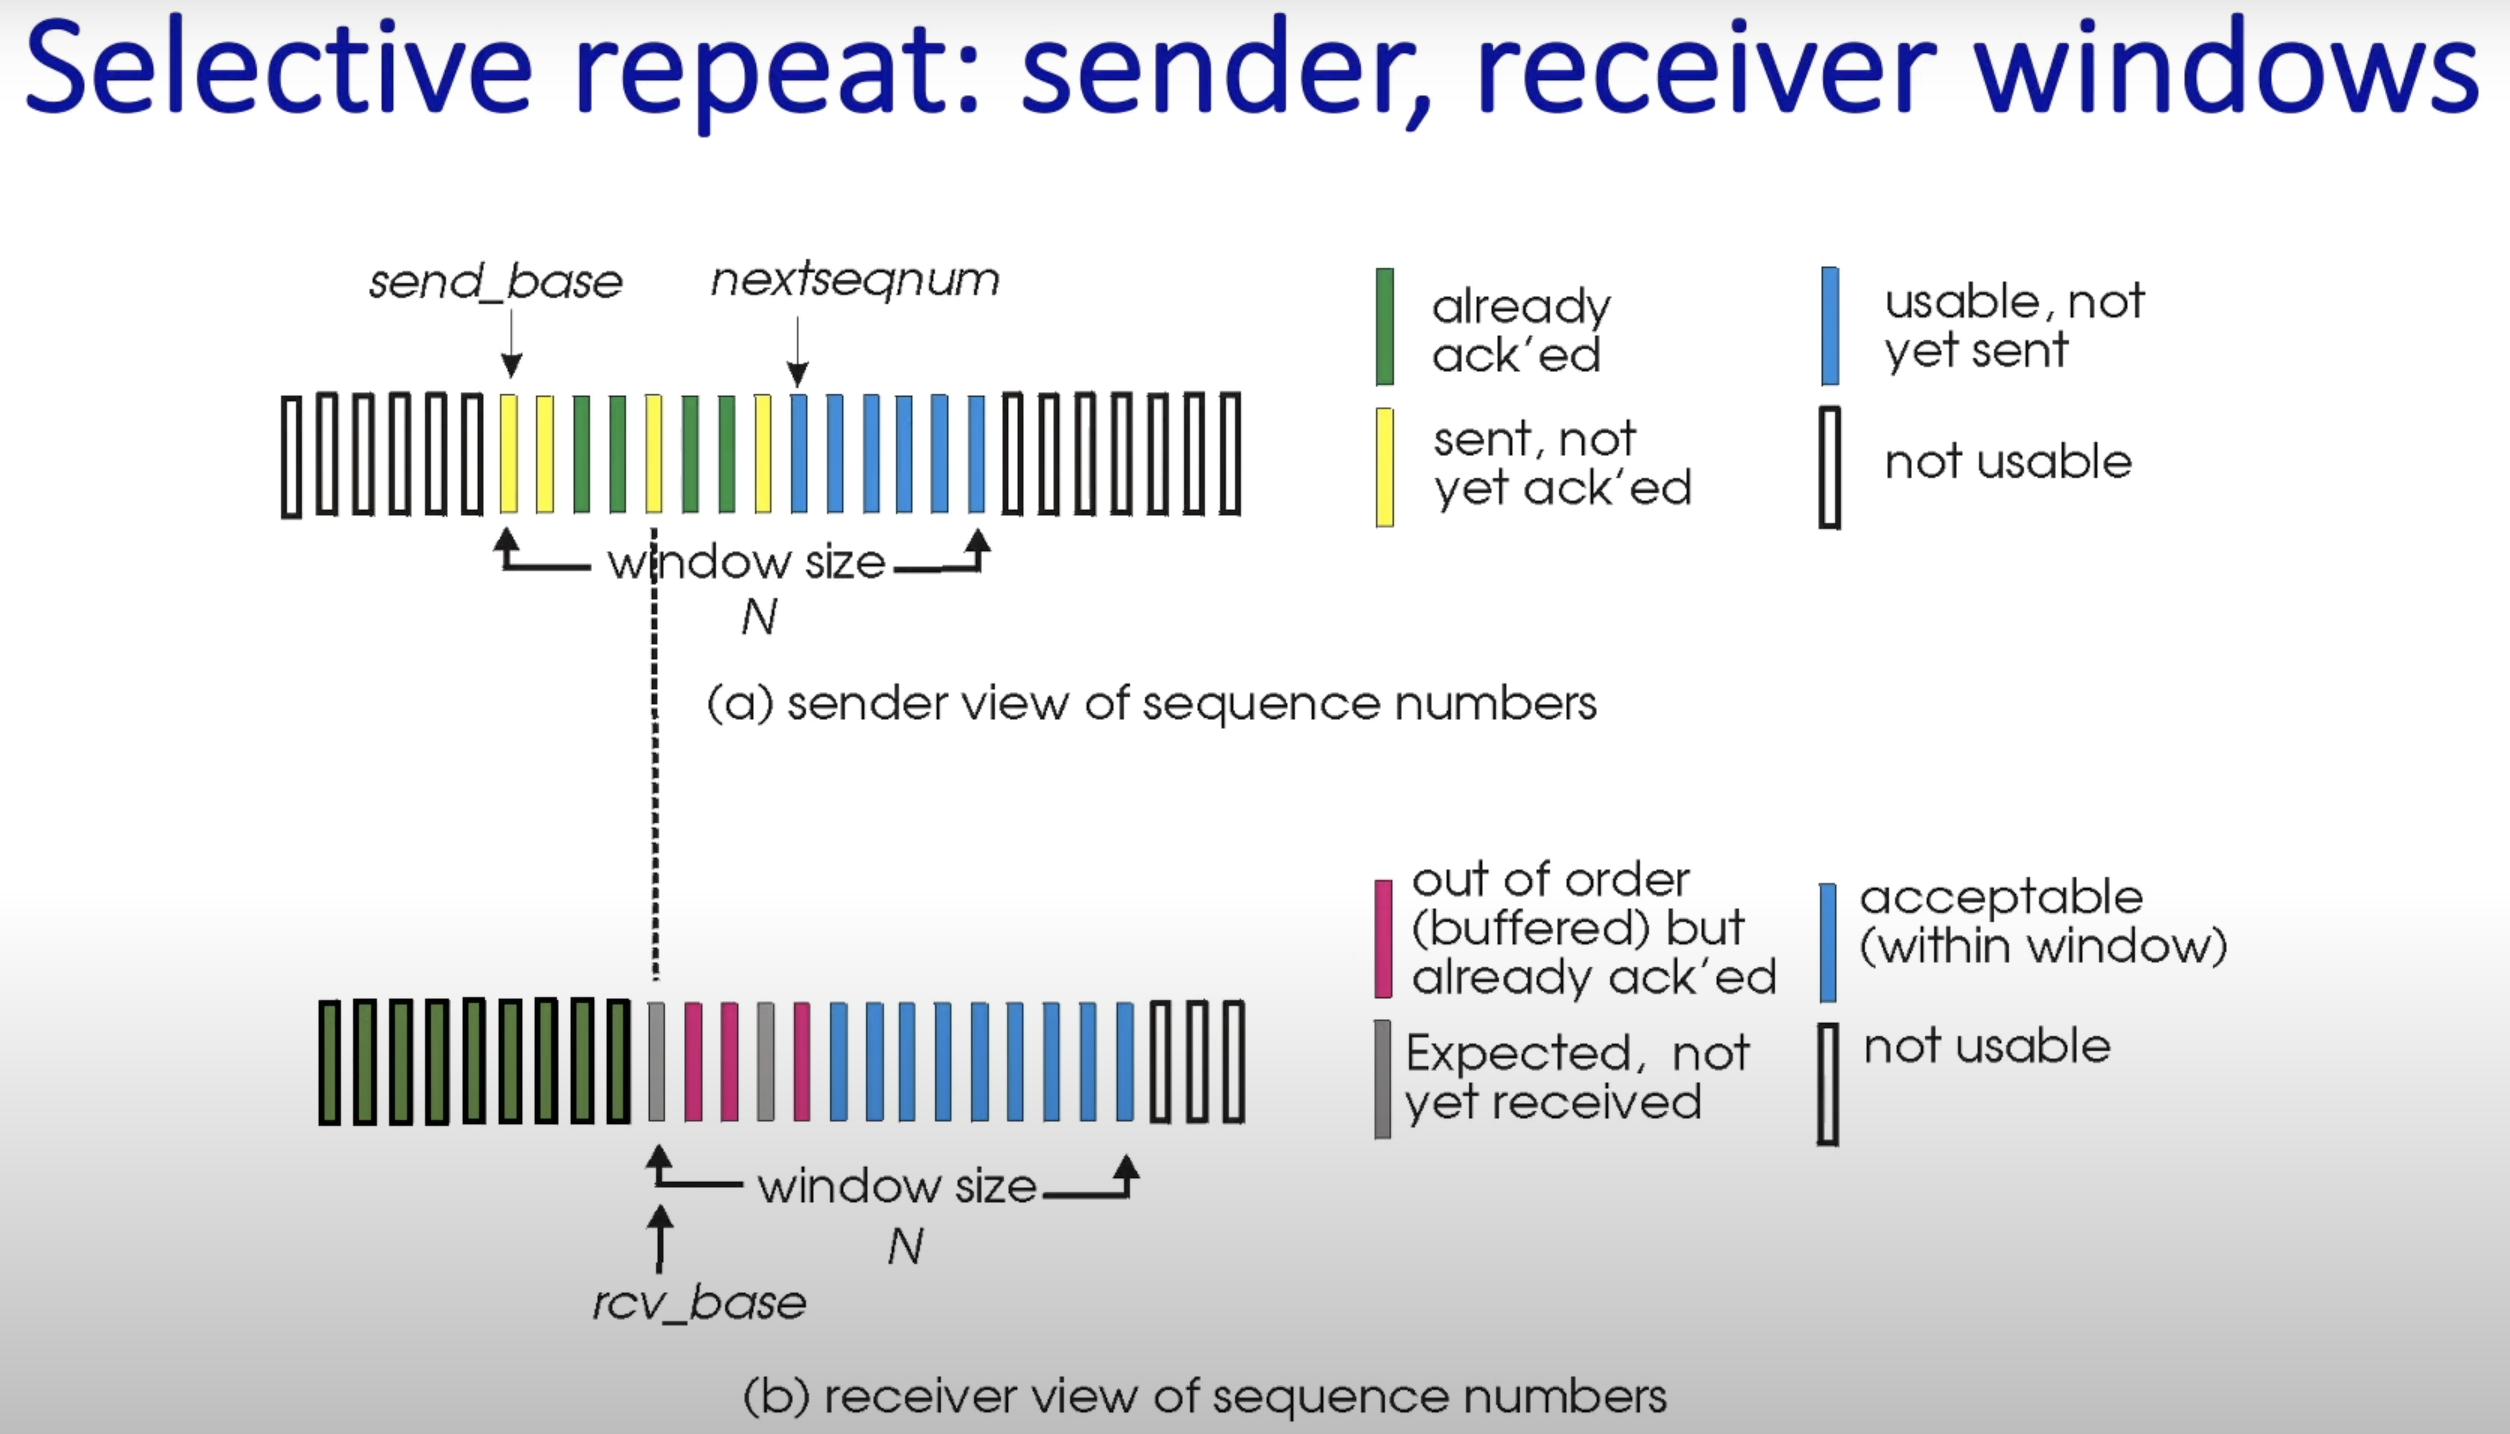 Selective repeat: sender, receiver windows
send_base
nextseqnum
already
ack’ed
usable, not
yet sent
sent, not
yet ack’ed
not usable
window size
N
(a) sender view of sequence numbers
out of order
(buffered) but
already ack’ed
acceptable
(within window)
Expected, not
yet received
not usable
window size
N
rcv_base
(b) receiver view of sequence numbers